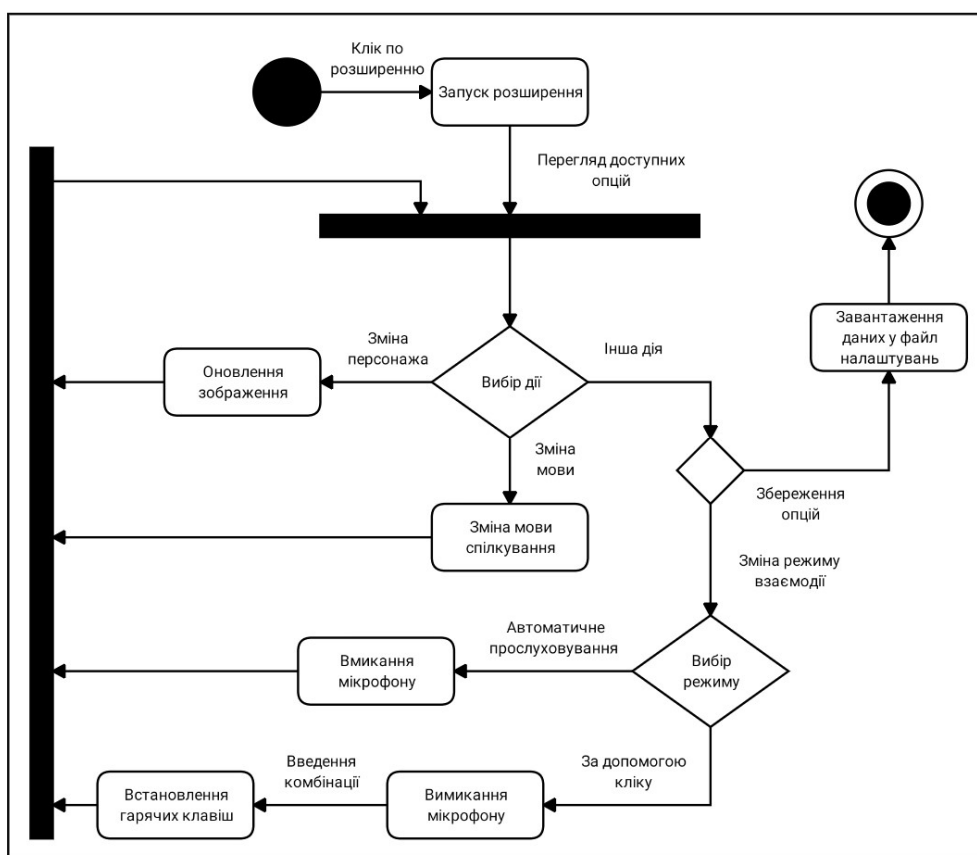 Клік по
розширенню
Запуск розширення
Перегляд доступних
опцій
Завантаження
даних у файл
налаштувань
Зміна
персонажа
Інша дія
Оновлення
зображення
Вибір дії
Зміна
мови
Збереження
опцій
Зміна мови
спілкування
Зміна режиму
взаємодії
Автоматичне
прослуховування
Вмикання
мікрофону
Вибір
режиму
Введення
комбінації
За допомогою
кліку
Встановлення
гарячих клавіш
Вимикання
мікрофону